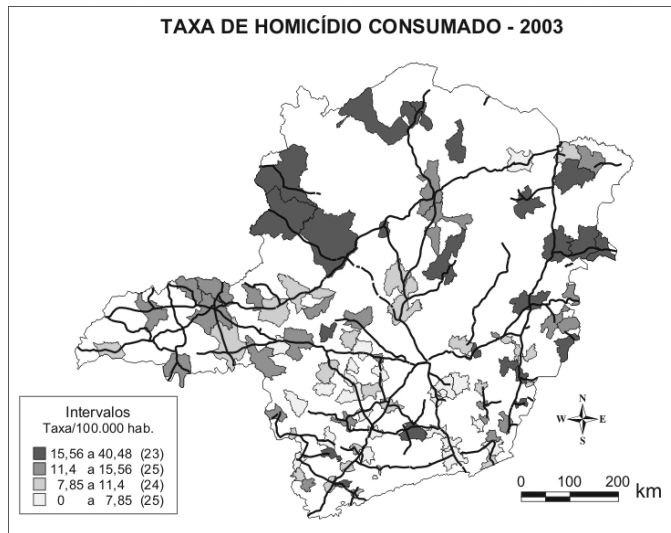 TAXA DE HOMICÍDIO CONSUMADO - 2003
Intervalos
Taxa/100.000 hab.
15,56 a 40,48 (23)
11,4 a 15,56 (25)
7,85 a 11,4 (24)
0 a 7,85 (25)
N
W E
S
0 100 200 km